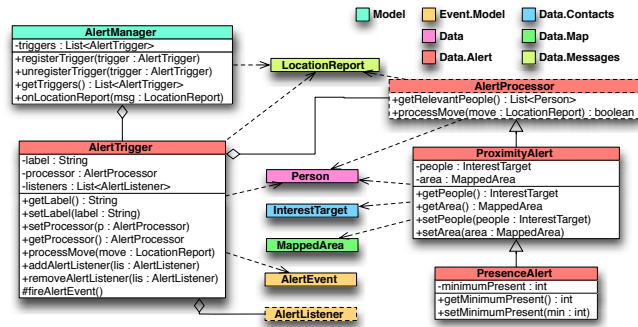 AlertManager
-triggers : List<AlertTrigger>
+registerTrigger(trigger : AlertTrigger)
+unregisterTrigger(trigger : AlertTrigger)
+getTriggers() : List<AlertTrigger>
+onLocationReport(msg : LocationReport)
Model
Event.Model
Data.Contacts
Data
Data.Map
Data.Alert
Data.Messages
LocationReport
AlertProcessor
+getRelevantPeople() : List<Person>
+processMove(move : LocationReport) : boolean
AlertTrigger
-label : String
-processor : AlertProcessor
-listeners : List<AlertListener>
+getLabel() : String
+setLabel(label : String)
+setProcessor(p : AlertProcessor)
+getProcessor() : AlertProcessor
+processMove(move : LocationReport)
+addAlertListener(lis : AlertListener)
+removeAlertListener(lis : AlertListener)
#fireAlertEvent()
Person
InterestTarget
MappedArea
AlertEvent
AlertListener
ProximityAlert
-people : InterestTarget
-area : MappedArea
+getPeople() : InterestTarget
+getArea() : MappedArea
+setPeople(people : InterestTarget)
+setArea(area : MappedArea)
PresenceAlert
-minimumPresent : int
+getMinimumPresent() : int
+setMinimumPresent(min : int)